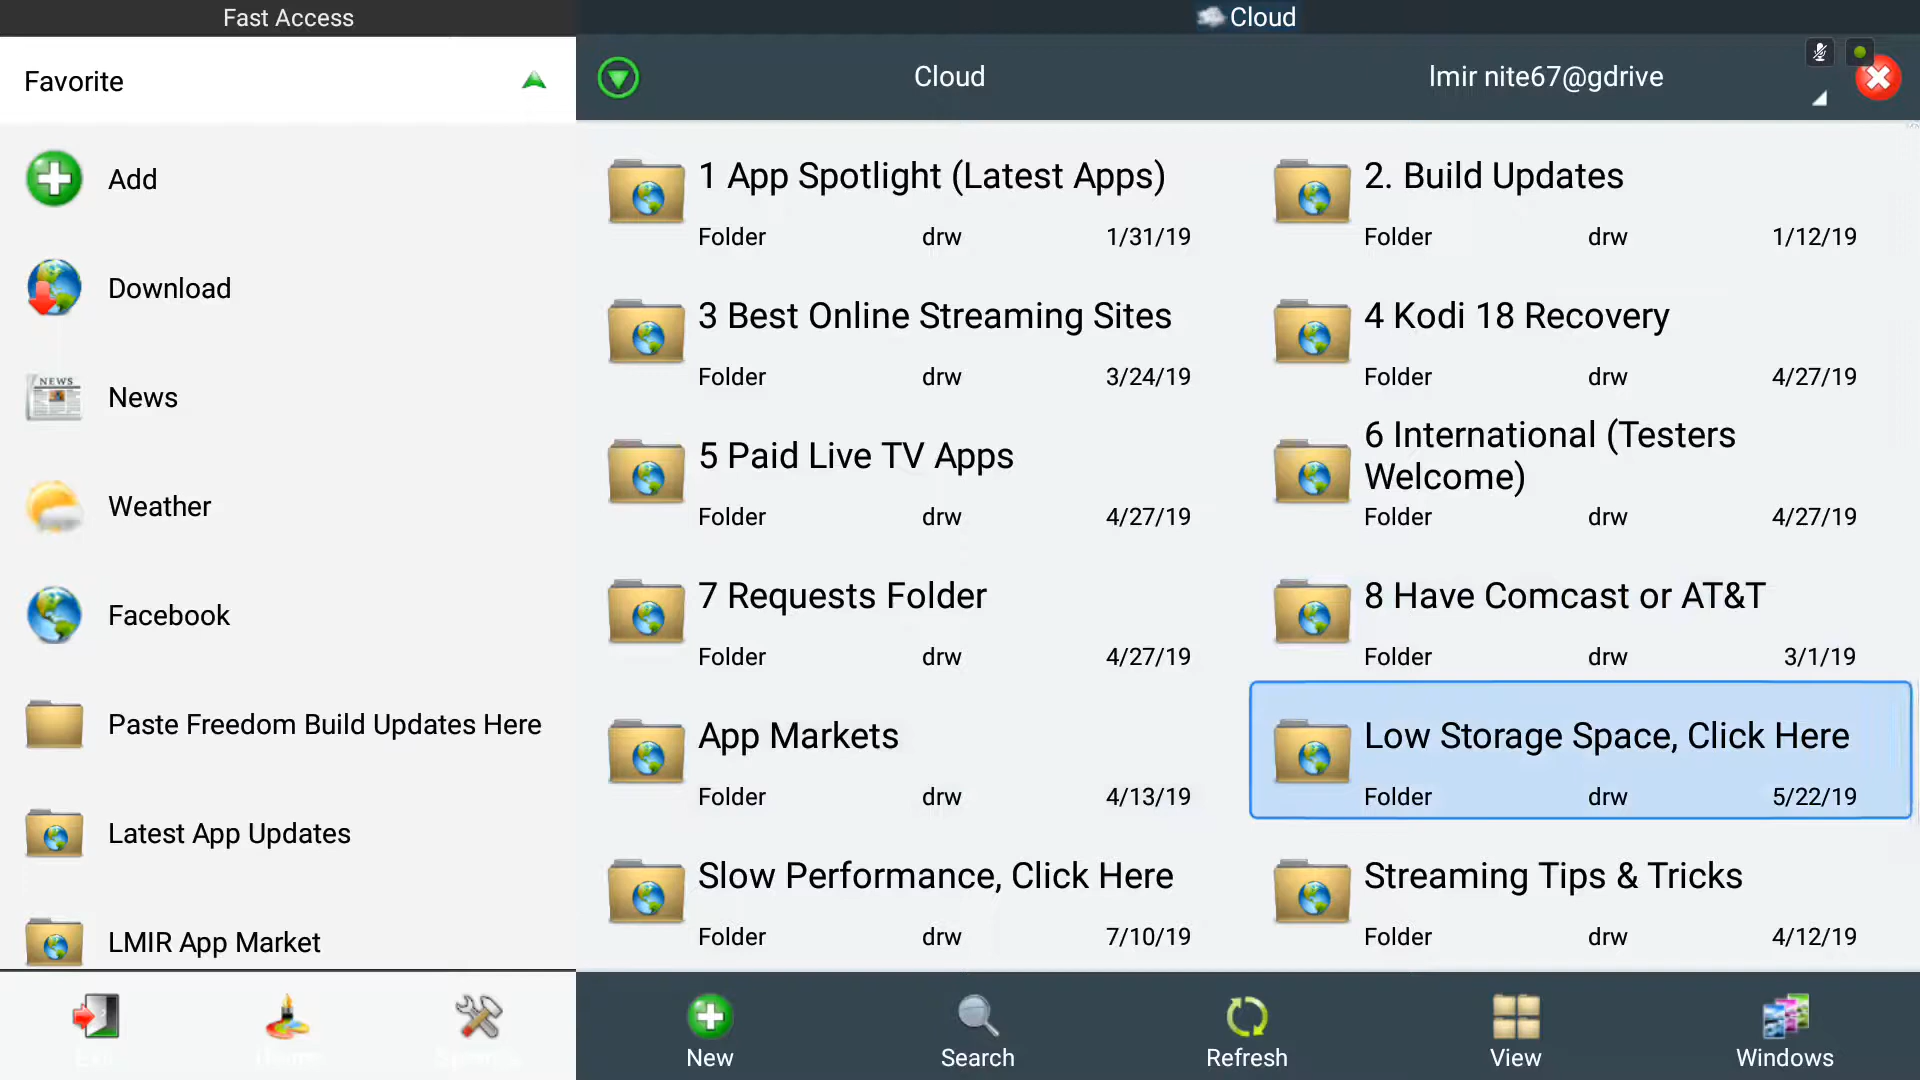 Fast Access
Cloud
Favorite
Cloud
lmir nite67@gdrive
Add
Download
NEWS
News
Weather
Facebook
Paste Freedom Build Updates Here
Latest App Updates
LMIR App Market
1 App Spotlight (Latest Apps)
Folder drw 1/31/19
2. Build Updates
Folder drw 1/12/19
3 Best Online Streaming Sites
Folder drw 3/24/19
4 Kodi 18 Recovery
Folder drw 4/27/19
5 Paid Live TV Apps
Folder drw 4/27/19
6 International (Testers
Welcome)
Folder drw 4/27/19
7 Requests Folder
Folder drw 4/27/19
8 Have Comcast or AT&T
Folder drw 3/1/19
App Markets
Folder drw 4/13/19
Low Storage Space, Click Here
Folder drw 5/22/19
Slow Performance, Click Here
Folder drw 7/10/19
Streaming Tips & Tricks
Folder drw 4/12/19
New
Search
Refresh
View
Windows